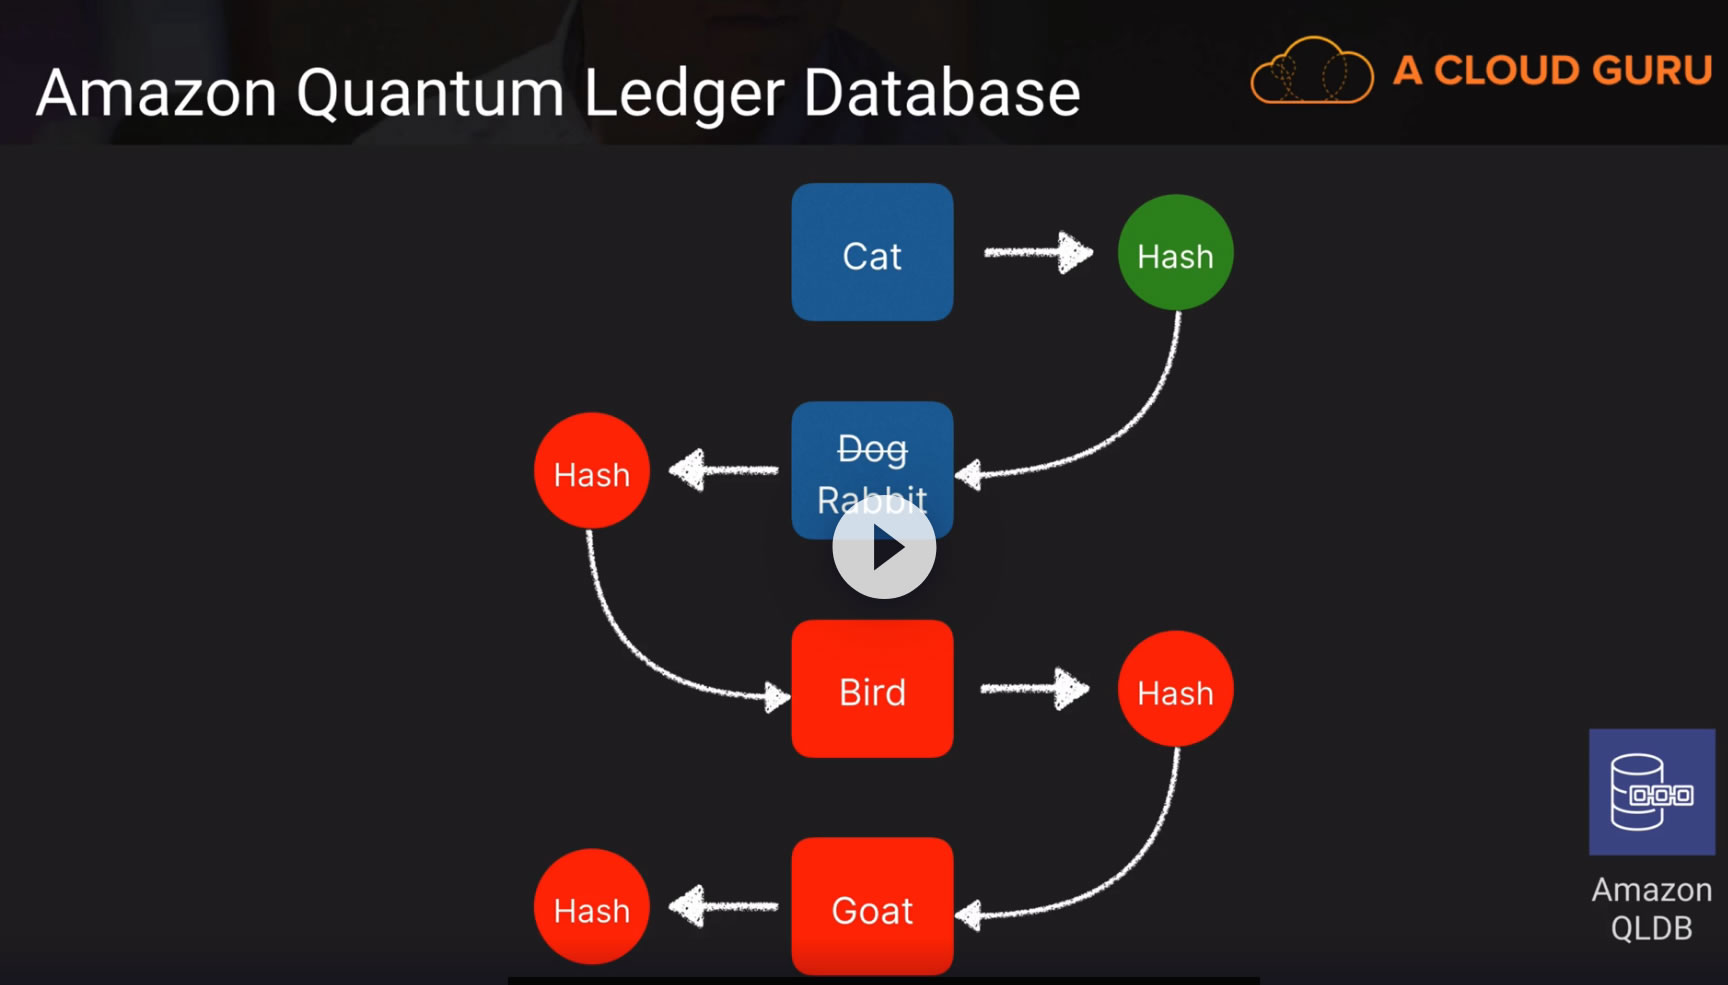 Amazon Quantum Ledger Database
A CLOUD GURU
Cat
Hash
Hash
Dog
Rabbit
Bird
Hash
Hash
Goat
Amazon
QLDB